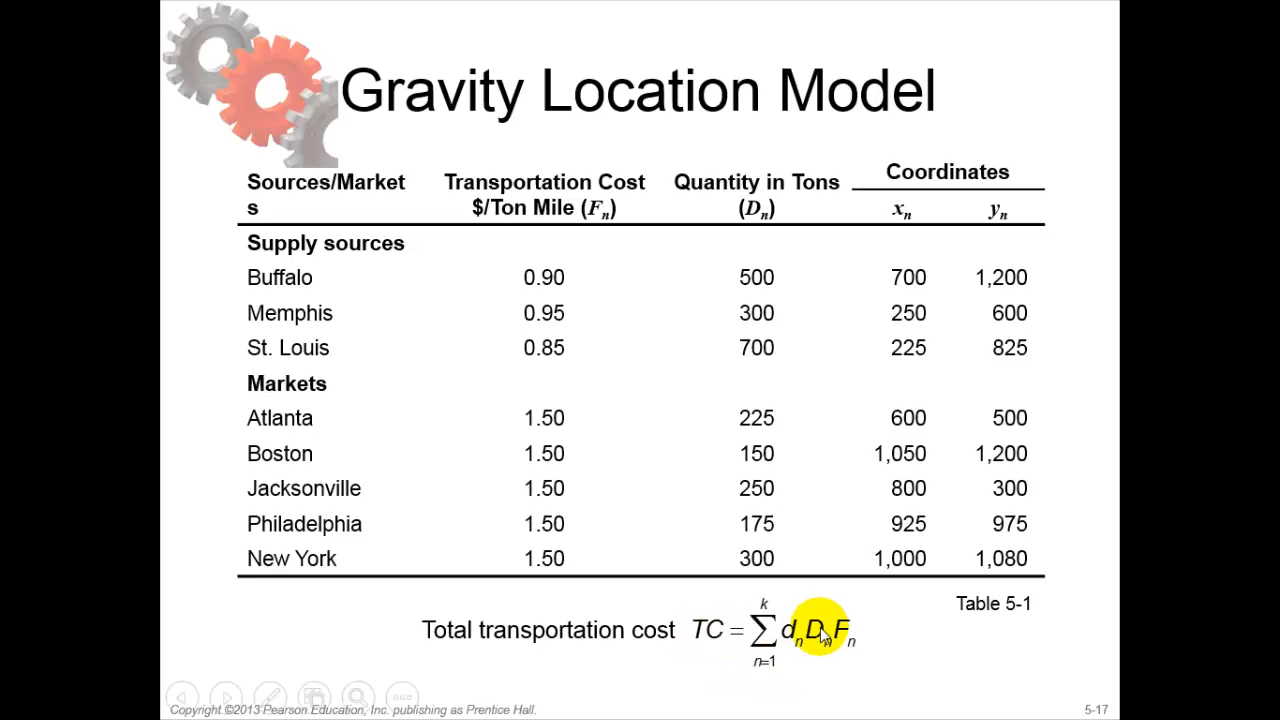 Gravity Location Model
Sources/Market
s
Transportation Cost
$/Ton Mile (Fn)
Quantity in Tons
(Dn)
Coordinates
xn yn
Supply sources
Buffalo 0.90 500 700 1,200
Memphis 0.95 300 250 600
St. Louis 0.85 700 225 825
Markets
Atlanta 1.50 225 600 500
Boston 1.50 150 1,050 1,200
Jacksonville 1.50 250 800 300
Philadelphia 1.50 175 925 975
New York 1.50 300 1,000 1,080
Table 5-1
Total transportation cost TC = k∑n=1 dnDnFn
Copyright ©2013 Pearson Education, Inc. publishing as Prentice Hall.
5-17